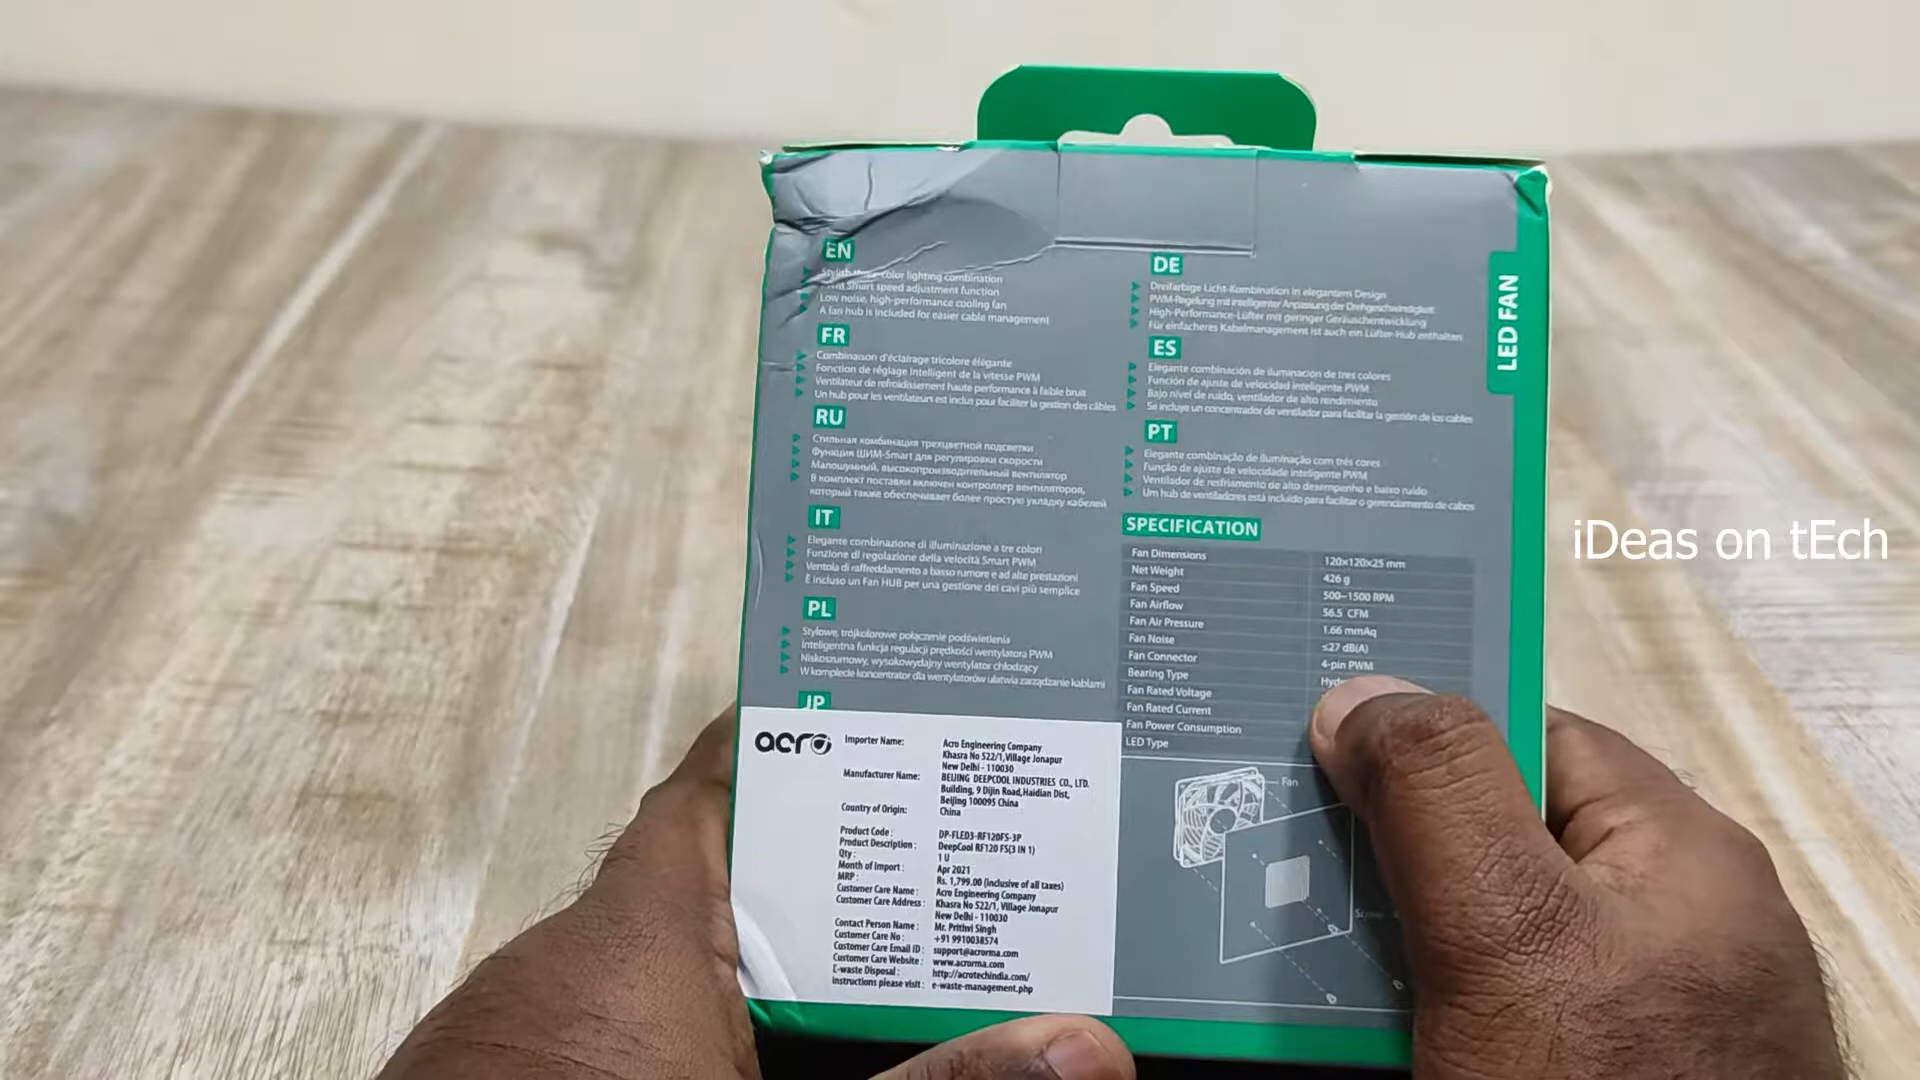 EN
Stylish three-color lighting combination
PWM Smart speed adjustment function
Low noise, high-performance cooling fan
A fan hub is included for easier cable management
FR
Combinaison d'éclairage tricolore élégante
Fonction de réglage intelligent de la vitesse PWM
Ventilateur de refroidissement haute performance à faible bruit
Un hub pour les ventilateurs est inclus pour faciliter la gestion des câbles
RU
Стильная комбинация трехцветной подсветки
Функция ШИМ-Smart для регулировки скорости
Малошумный, высокопроизводительный вентилятор
В комплект поставки включен контроллер вентиляторов,
который также обеспечивает более простую укладку кабелей
IT
Elegante combinazione di illuminazione a tre colori
Funzione di regolazione della velocità Smart PWM
Ventola di raffreddamento a basso rumore e ad alte prestazioni
È incluso un Fan HUB per una gestione dei cavi più semplice
PL
Stylowe, trójkolorowe połączenie podświetlenia
Inteligentna funkcja regulacji prędkości wentylatora PWM
Niskoszumowy, wysokowydajny wentylator chłodzący
W komplecie koncentrator dla wentylatorów ułatwia zarządzanie kablami
JP
DE
Dreifarbige Licht-Kombination in elegantem Design
PWM-Regelung mit intelligenter Anpassung der Drehgeschwindigkeit
High-Performance-Lüfter mit geringer Geräuschentwicklung
Für einfacheres Kabelmanagement ist auch ein Lüfter-Hub enthalten
ES
Elegante combinación de iluminación de tres colores
Función de ajuste de velocidad inteligente PWM
Bajo nivel de ruido, ventilador de alto rendimiento
Se incluye un concentrador de ventilador para facilitar la gestión de los cables
PT
Elegante combinação de iluminação com três cores
Função de ajuste de velocidade inteligente PWM
Ventilador de resfriamento de alto desempenho e baixo ruído
Um hub de ventiladores está incluído para facilitar o gerenciamento de cabos
SPECIFICATION
Fan Dimensions 120x120x25 mm
Net Weight 426 g
Fan Speed 500~1500 RPM
Fan Airflow 56.5 CFM
Fan Air Pressure 1.66 mmAq
Fan Noise ≤27 dB(A)
Fan Connector 4-pin PWM
Bearing Type
Fan Rated Voltage
Fan Rated Current
Fan Power Consumption
LED Type
Fan
LED FAN
acro
Importer Name: Acro Engineering Company
Khasra No 522/1,Village Jonapur
New Delhi - 110030
Manufacturer Name: BEIJING DEEPCOOL INDUSTRIES CO., LTD.
Building, 9 Dijin Road,Haidian Dist,
Beijing 100095 China
Country of Origin: China
Product Code : DP-FLED3-RF120FS-3P
Product Description : DeepCool RF120 FS(3 IN 1)
Qty : 1 U
Month of Import : Apr 2021
MRP : Rs. 1,799.00 (inclusive of all taxes)
Customer Care Name : Acro Engineering Company
Customer Care Address : Khasra No 522/1, Village Jonapur
New Delhi - 110030
Contact Person Name : Mr. Prithvi Singh
Customer Care No : +91 9910038574
Customer Care Email ID : support@acrorma.com
Customer Care Website : www.acrorma.com
E-waste Disposal : http://acrotechindia.com/
Instructions please visit : e-waste-management.php
iDeas on tEch